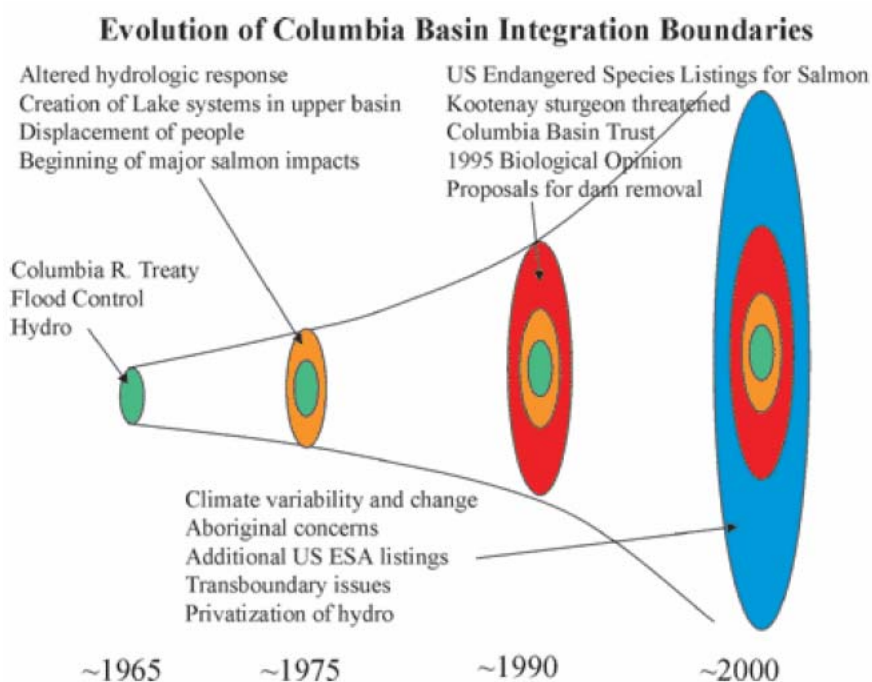 Evolution of Columbia Basin Integration Boundaries
Altered hydrologic response
Creation of Lake systems in upper basin
Displacement of people
Beginning of major salmon impacts
US Endangered Species Listings for Salmon
Kootenay sturgeon threatened
Columbia Basin Trust
1995 Biological Opinion
Proposals for dam removal
Columbia R. Treaty
Flood Control
Hydro
Climate variability and change
Aboriginal concerns
Additional US ESA listings
Transboundary issues
Privatization of hydro
~1965
~1975
~1990
~2000